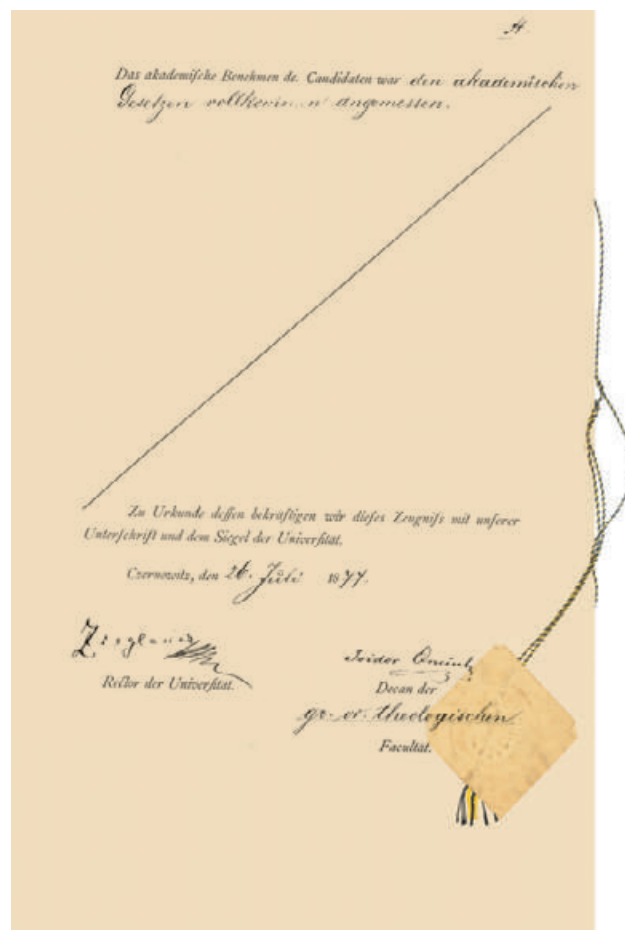 Das akademiſche Benehmen de. Candidaten war den akademischen
Gesetzen vollkommen angemessen.
Zu Urkunde deſſen bekräftigen wir dieſes Zeugniſs mit unſerer
Unterſchrift und dem Siegel der Univerſität.
Czernowitz, den 26. Juli 1877.
Rector der Univerſität.
Isidor
Decan der
gr. or. theologischen
Facultät.